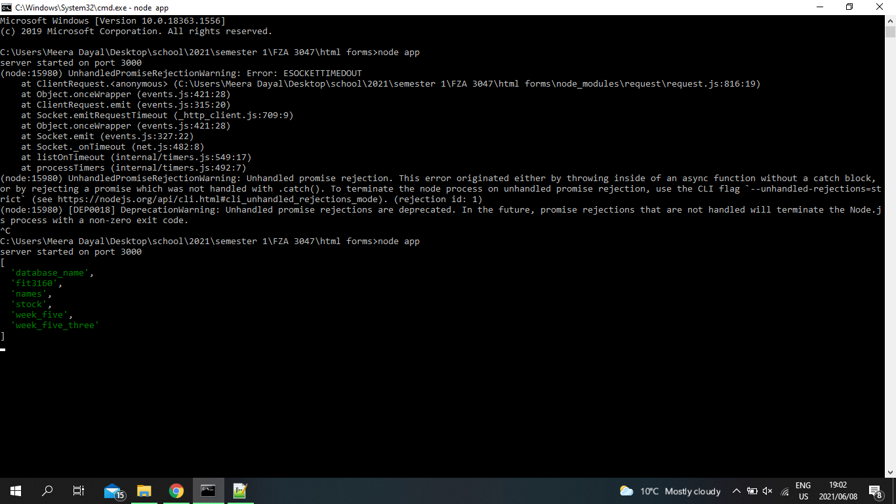 C:\Windows\System32\cmd.exe - node app
Microsoft Windows [Version 10.0.18363.1556]
(c) 2019 Microsoft Corporation. All rights reserved.
C:\Users\Meera Dayal\Desktop\school\2021\semester 1\FZA 3047\html forms>node app
server started on port 3000
(node:15980) UnhandledPromiseRejectionWarning: Error: ESOCKETTIMEDOUT
at ClientRequest.<anonymous> (C:\Users\Meera Dayal\Desktop\school\2021\semester 1\FZA 3047\html forms\node_modules\request\request.js:816:19)
at Object.onceWrapper (events.js:421:28)
at ClientRequest.emit (events.js:315:20)
at Socket.emitRequestTimeout (_http_client.js:709:9)
at Object.onceWrapper (events.js:421:28)
at Socket.emit (events.js:327:22)
at Socket._onTimeout (net.js:482:8)
at listOnTimeout (internal/timers.js:549:17)
at processTimers (internal/timers.js:492:7)
(node:15980) UnhandledPromiseRejectionWarning: Unhandled promise rejection. This error originated either by throwing inside of an async function without a catch block,
or by rejecting a promise which was not handled with .catch(). To terminate the node process on unhandled promise rejection, use the CLI flag `--unhandled-rejections=st
rict` (see https://nodejs.org/api/cli.html#cli_unhandled_rejections_mode). (rejection id: 1)
(node:15980) [DEP0018] DeprecationWarning: Unhandled promise rejections are deprecated. In the future, promise rejections that are not handled will terminate the Node.j
s process with a non-zero exit code.
^C
C:\Users\Meera Dayal\Desktop\school\2021\semester 1\FZA 3047\html forms>node app
server started on port 3000
[
'database_name',
'fit3160',
'names',
'stock',
'week_five',
'week_five_three'
]
15
10°C Mostly cloudy
ENG
US
19:02
2021/06/08
8